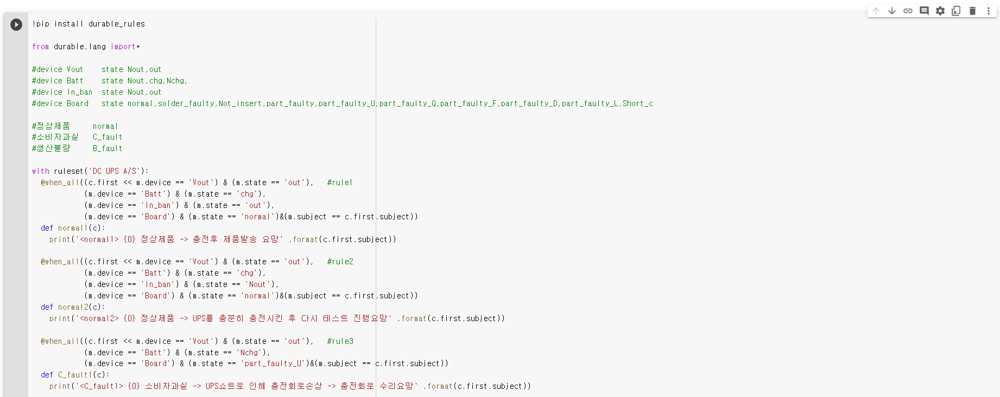 !pip install durable_rules
from durable.lang import*
#device Vout    state Nout,out
#device Batt    state Nout,chg,Nchg,
#device In_ban  state Nout,out
#device Board   state normal,solder_faulty,Not_insert,part_faulty,part_faulty_U,part_faulty_Q,part_faulty_F,part_faulty_D,part_faulty_L,Short_c
#정상제품     normal
#소비자과실   C_fault
#생산불량     B_fault
with ruleset('DC UPS A/S'):
  @when_all((c.first << m.device == 'Vout') & (m.state == 'out'),   #rule1
            (m.device == 'Batt') & (m.state == 'chg'),
            (m.device == 'In_ban') & (m.state == 'out'),
            (m.device == 'Board') & (m.state == 'normal')&(m.subject == c.first.subject))
  def normal1(c):
    print('<normal1> {0} 정상제품 -> 충전후 제품발송 요망' .format(c.first.subject))
  @when_all((c.first << m.device == 'Vout') & (m.state == 'out'),   #rule2
            (m.device == 'Batt') & (m.state == 'chg'),
            (m.device == 'In_ban') & (m.state == 'Nout'),
            (m.device == 'Board') & (m.state == 'normal')&(m.subject == c.first.subject))
  def normal2(c):
    print('<normal2> {0} 정상제품 -> UPS를 충분히 충전시킨 후 다시 테스트 진행요망' .format(c.first.subject))
  @when_all((c.first << m.device == 'Vout') & (m.state == 'out'),   #rule3
            (m.device == 'Batt') & (m.state == 'Nchg'),
            (m.device == 'Board') & (m.state == 'part_faulty_U')&(m.subject == c.first.subject))
  def C_fault1(c):
    print('<C_fault1> {0} 소비자과실 -> UPS쇼트로 인해 충전회로손상 -> 충전회로 수리요망' .format(c.first.subject))